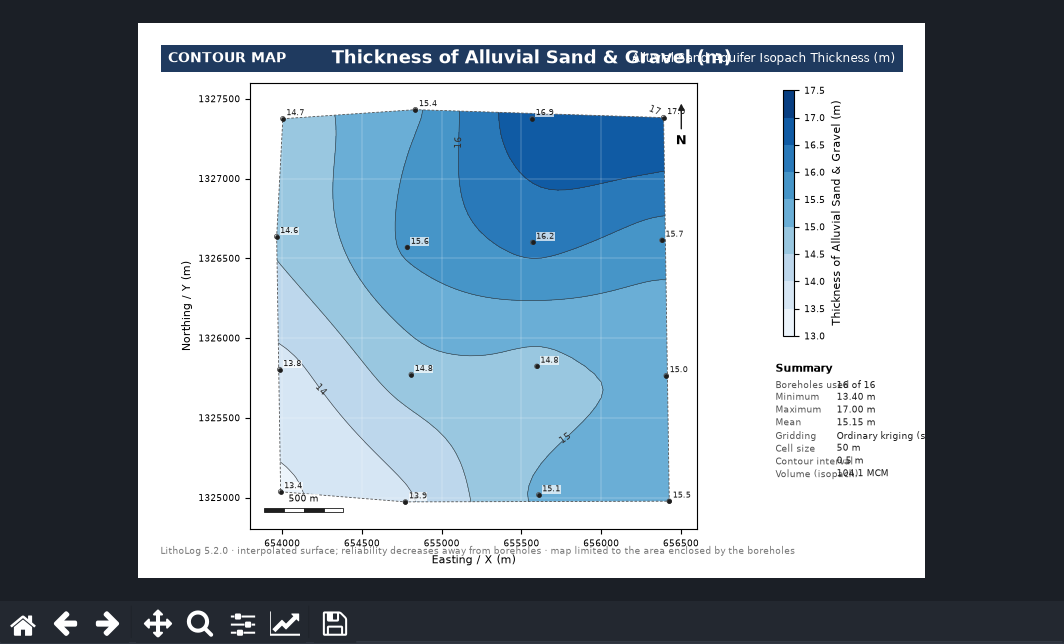 CONTOUR MAP
Thickness of Alluvial Sand & Gravel (m)
Alluvial Sand Aquifer Isopach Thickness (m)
1327500
1327000
1326500
1326000
1325500
1325000
Northing / Y (m)
14.7
15.4
16.9
17
17.0
16
14.6
15.6
16.2
15.7
13.8
14
14.8
14.8
15.0
15
13.4
13.9
15.1
15.5
N
500 m
654000
654500
655000
655500
656000
656500
Easting / X (m)
17.5
17.0
16.5
16.0
15.5
15.0
14.5
14.0
13.5
13.0
Thickness of Alluvial Sand & Gravel (m)
Summary
Boreholes used 16 of 16
Minimum 13.40 m
Maximum 17.00 m
Mean 15.15 m
Gridding Ordinary kriging (s
Cell size 50 m
Contour interval 0.5 m
Volume (isopach) 104.1 MCM
LithoLog 5.2.0 · interpolated surface; reliability decreases away from boreholes · map limited to the area enclosed by the boreholes